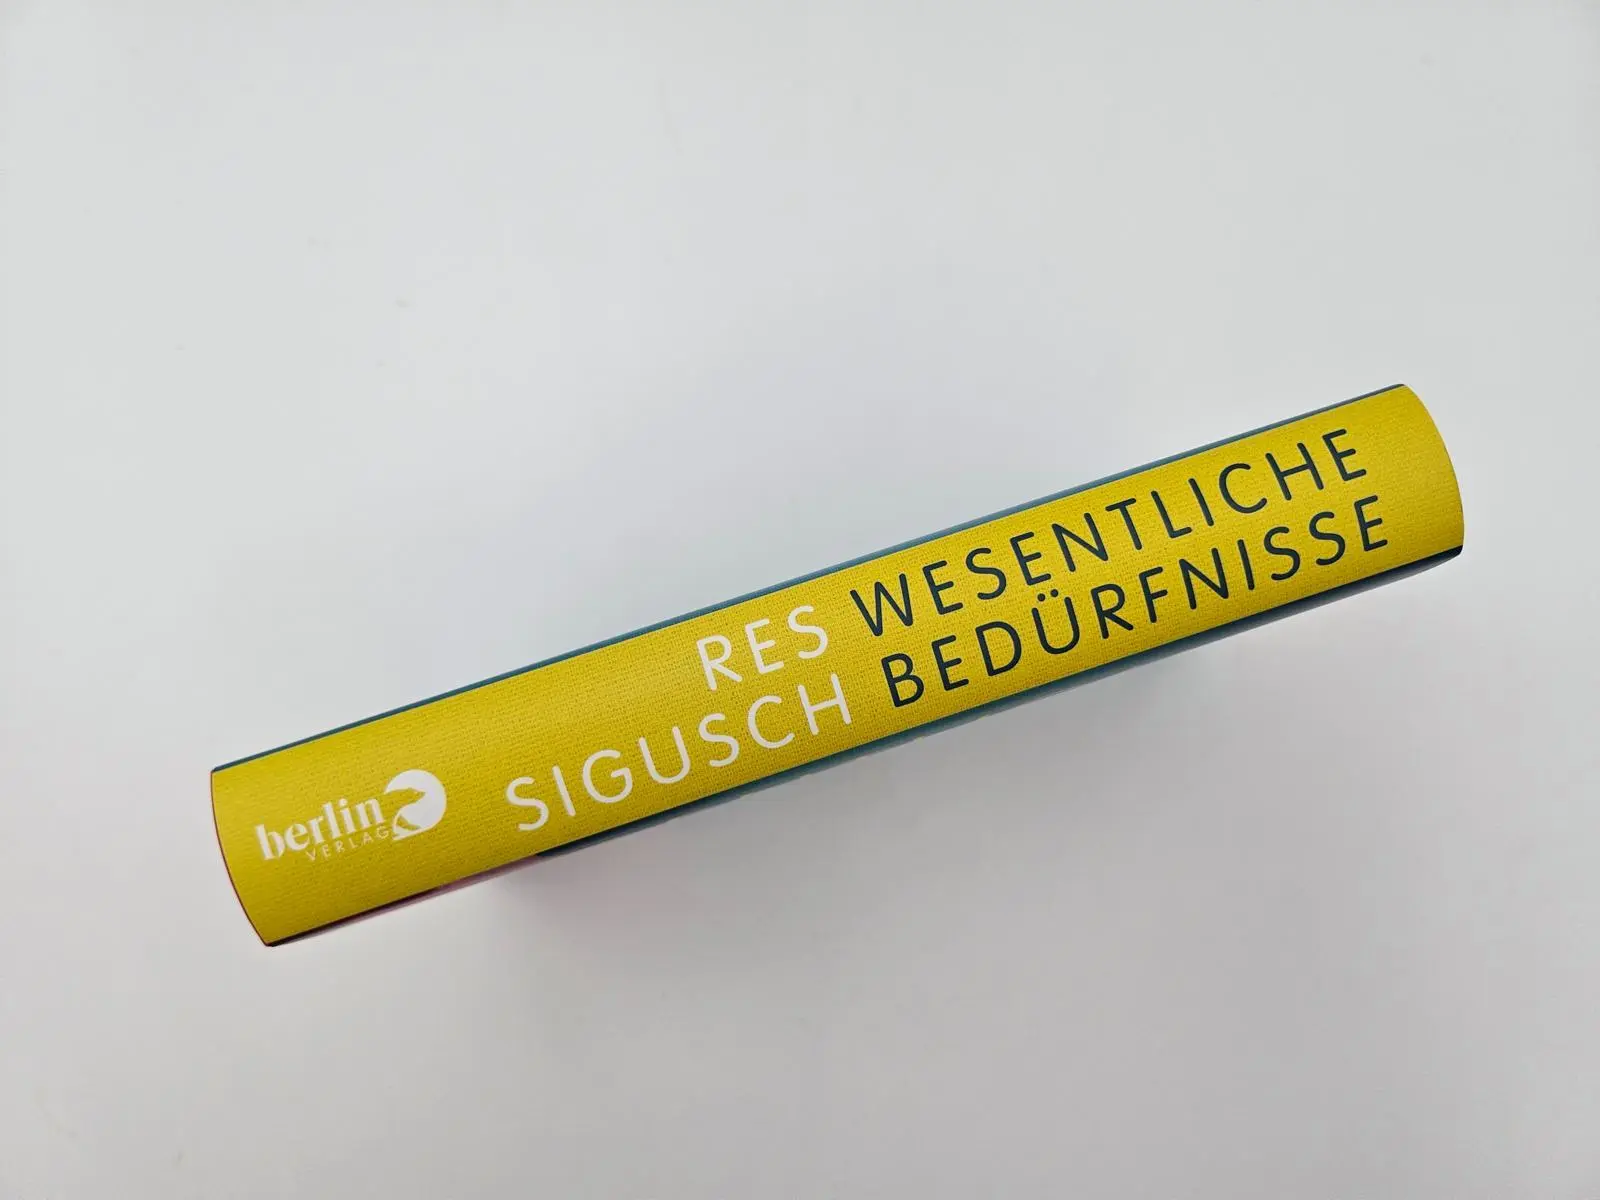 berlin
VERLAG
RES
SIGUSCH
WESENTLICHE
BEDÜRFNISSE